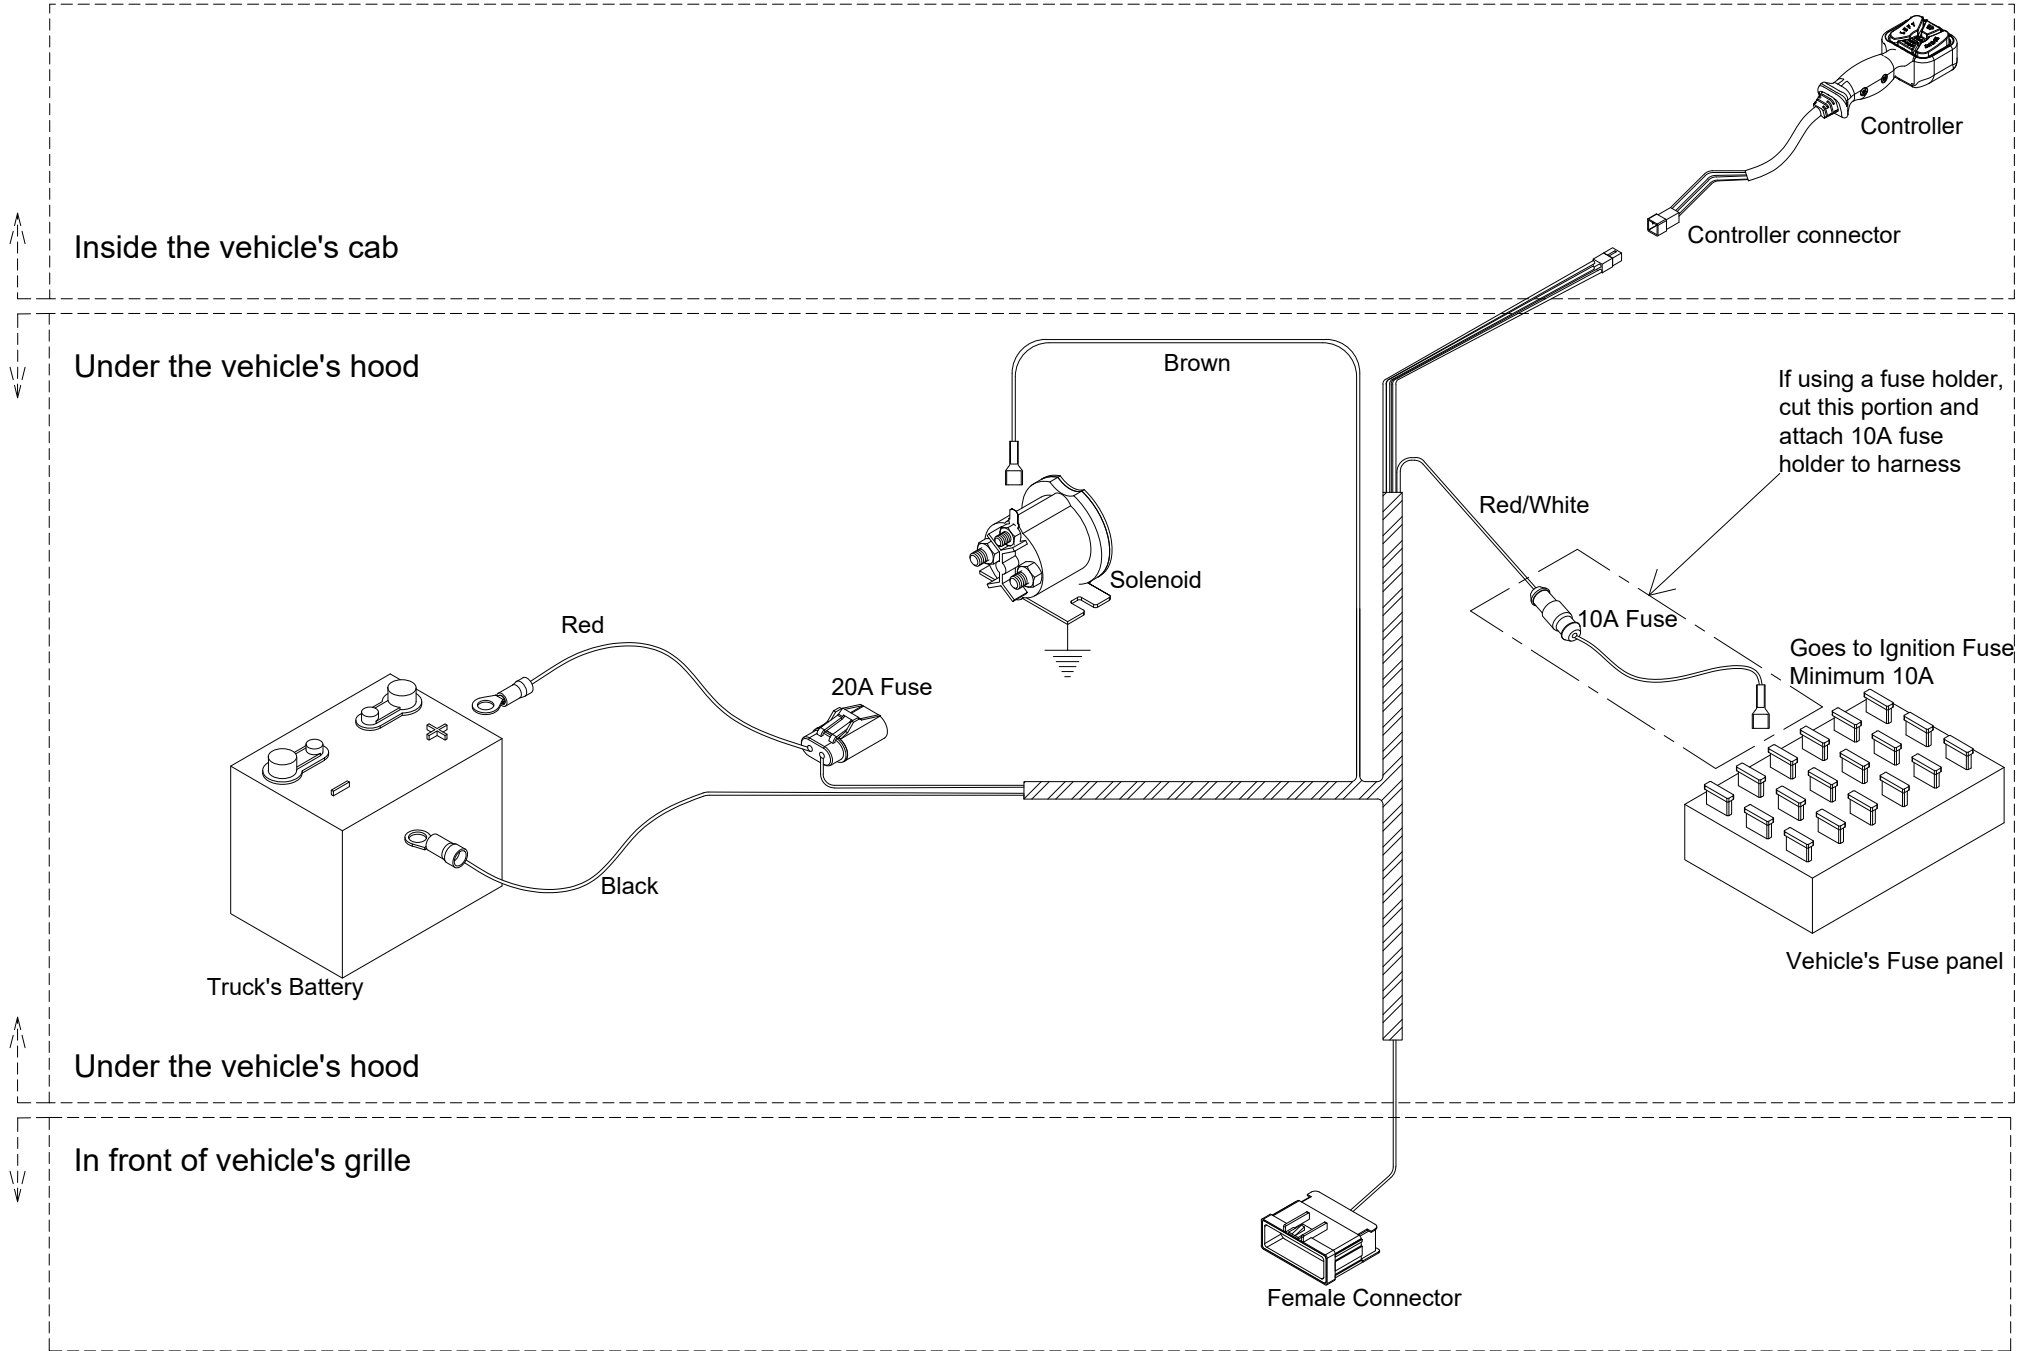 Controller
Controller connector
Inside the vehicle's cab
Under the vehicle's hood
Brown
If using a fuse holder,
cut this portion and
attach 10A fuse
holder to harness
Red/White
Solenoid
Red
10A Fuse
Goes to Ignition Fuse
Minimum 10A
20A Fuse
Black
Vehicle's Fuse panel
Truck's Battery
Under the vehicle's hood
In front of vehicle's grille
Female Connector